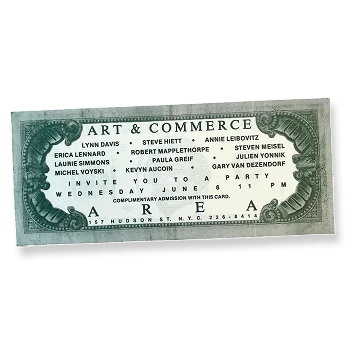 ART & COMMERCE
LYNN DAVIS • STEVE HIETT • ANNIE LEIBOVITZ
ERICA LENNARD • ROBERT MAPPLETHORPE • STEVEN MEISEL
LAURIE SIMMONS • PAULA GREIF • JULIEN YONNIK
MICHEL VOYSKI • KEVYN AUCOIN • GARY VAN DEZENDORF
INVITE YOU TO A PARTY
WEDNESDAY JUNE 6 11 PM
COMPLIMENTARY ADMISSION WITH THIS CARD.
AREA
157 HUDSON ST. N.Y.C. 226-8414